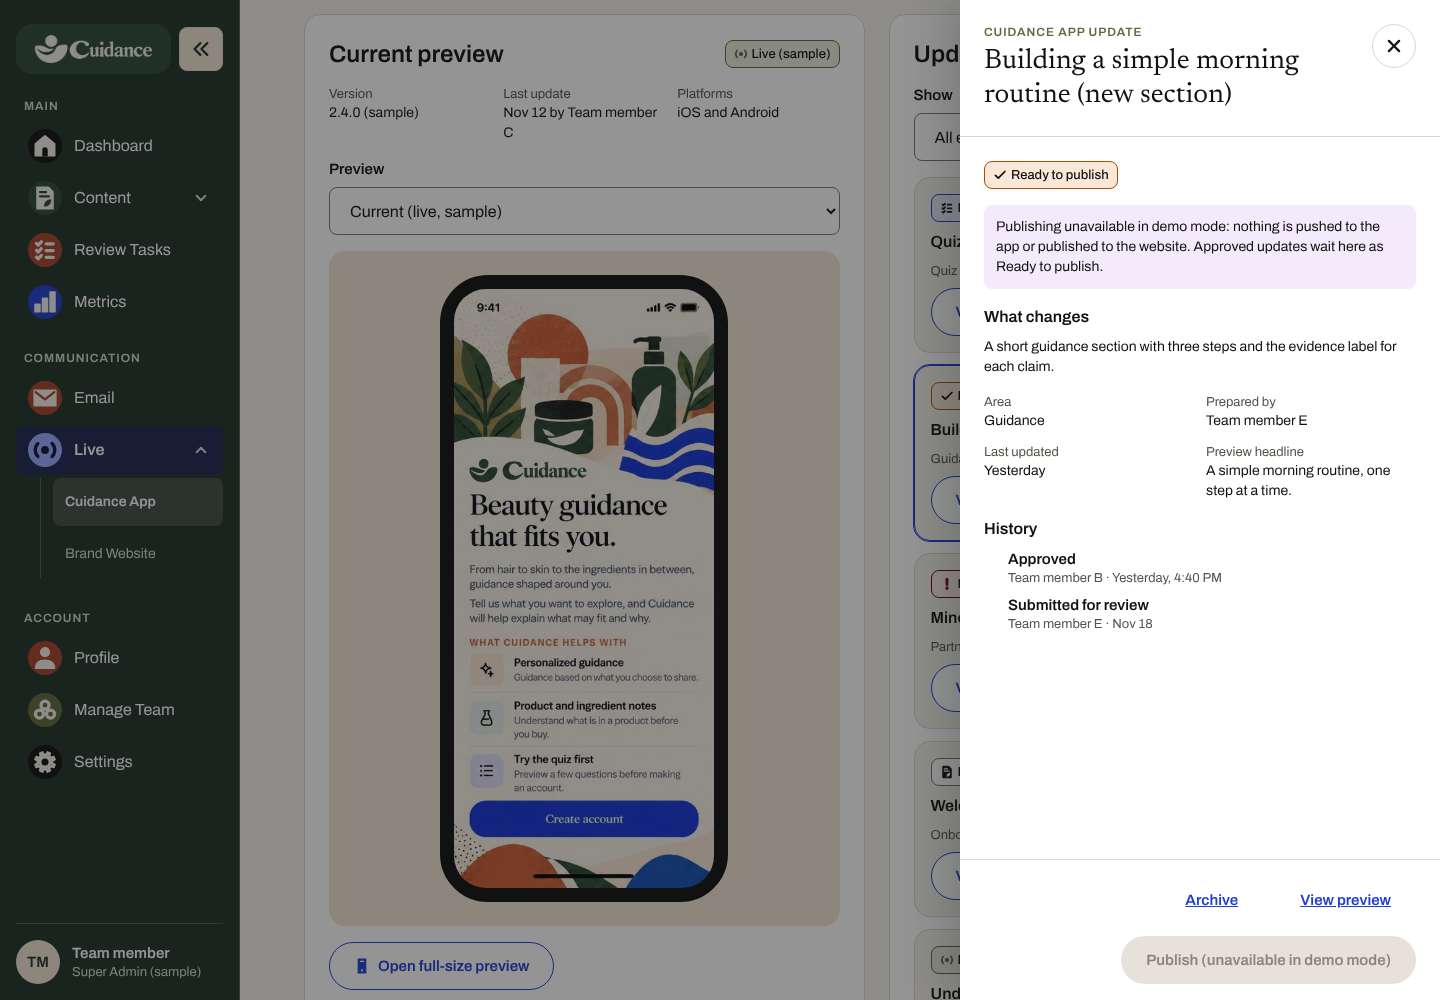 Cuidance
MAIN
Dashboard
Content
Review Tasks
Metrics
COMMUNICATION
Email
Live
Cuidance App
Brand Website
ACCOUNT
Profile
Manage Team
Settings
TM
Team member
Super Admin (sample)
Current preview
Live (sample)
Version
2.4.0 (sample)
Last update
Nov 12 by Team member
C
Platforms
iOS and Android
Preview
Current (live, sample)
9:41
Cuidance
Beauty guidance
that fits you.
From hair to skin to the ingredients in between,
guidance shaped around you.
Tell us what you want to explore, and Cuidance
will help explain what may fit and why.
WHAT CUIDANCE HELPS WITH
Personalized guidance
Guidance based on what you choose to share.
Product and ingredient notes
Understand what is in a product before
you buy.
Try the quiz first
Preview a few questions before making
an account.
Create account
Open full-size preview
Show
Quiz
CUIDANCE APP UPDATE
Building a simple morning
routine (new section)
Ready to publish
Publishing unavailable in demo mode: nothing is pushed to the
app or published to the website. Approved updates wait here as
Ready to publish.
What changes
A short guidance section with three steps and the evidence label for
each claim.
Area
Guidance
Prepared by
Team member E
Last updated
Yesterday
Preview headline
A simple morning routine, one
step at a time.
History
Approved
Team member B · Yesterday, 4:40 PM
Submitted for review
Team member E · Nov 18
Archive
View preview
Publish (unavailable in demo mode)